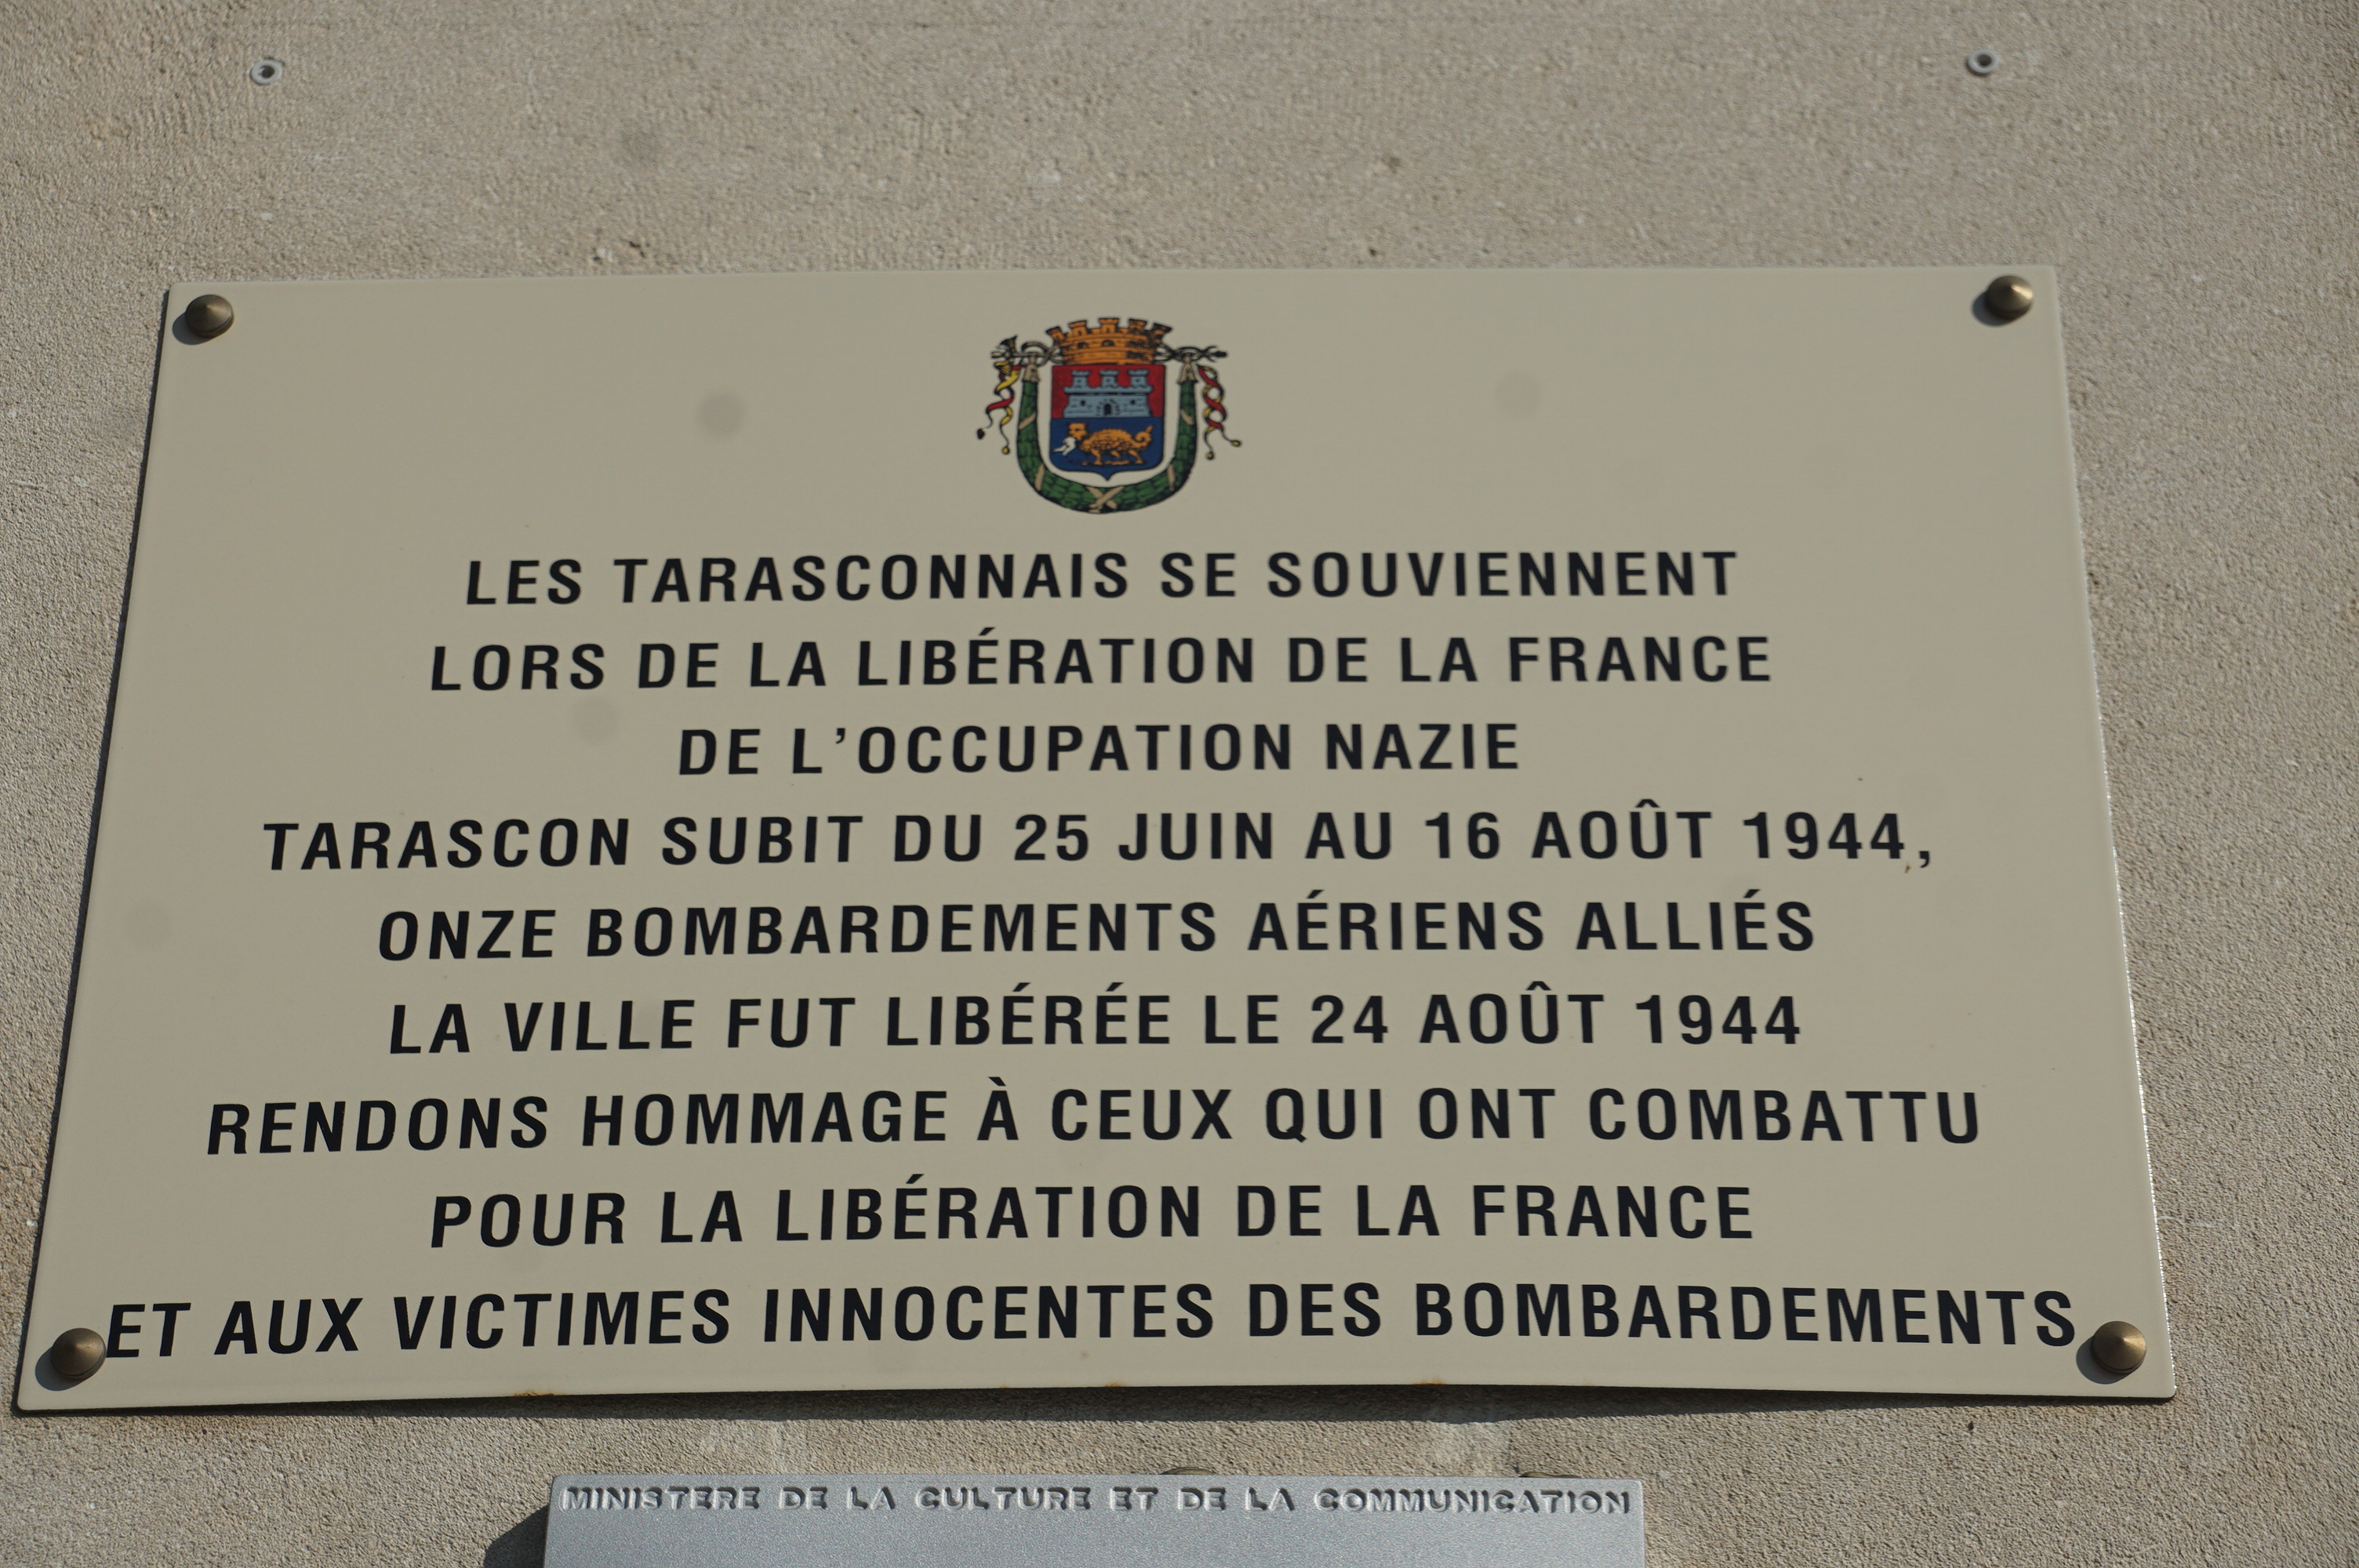 LES TARASCONNAIS SE SOUVIENNENT
LORS DE LA LIBÉRATION DE LA FRANCE
DE L'OCCUPATION NAZIE
TARASCON SUBIT DU 25 JUIN AU 16 AOÛT 1944,
ONZE BOMBARDEMENTS AÉRIENS ALLIÉS
LA VILLE FUT LIBÉRÉE LE 24 AOÛT 1944
RENDONS HOMMAGE À CEUX QUI ONT COMBATTU
POUR LA LIBÉRATION DE LA FRANCE
ET AUX VICTIMES INNOCENTES DES BOMBARDEMENTS
MINISTERE DE LA CULTURE ET DE LA COMMUNICATION